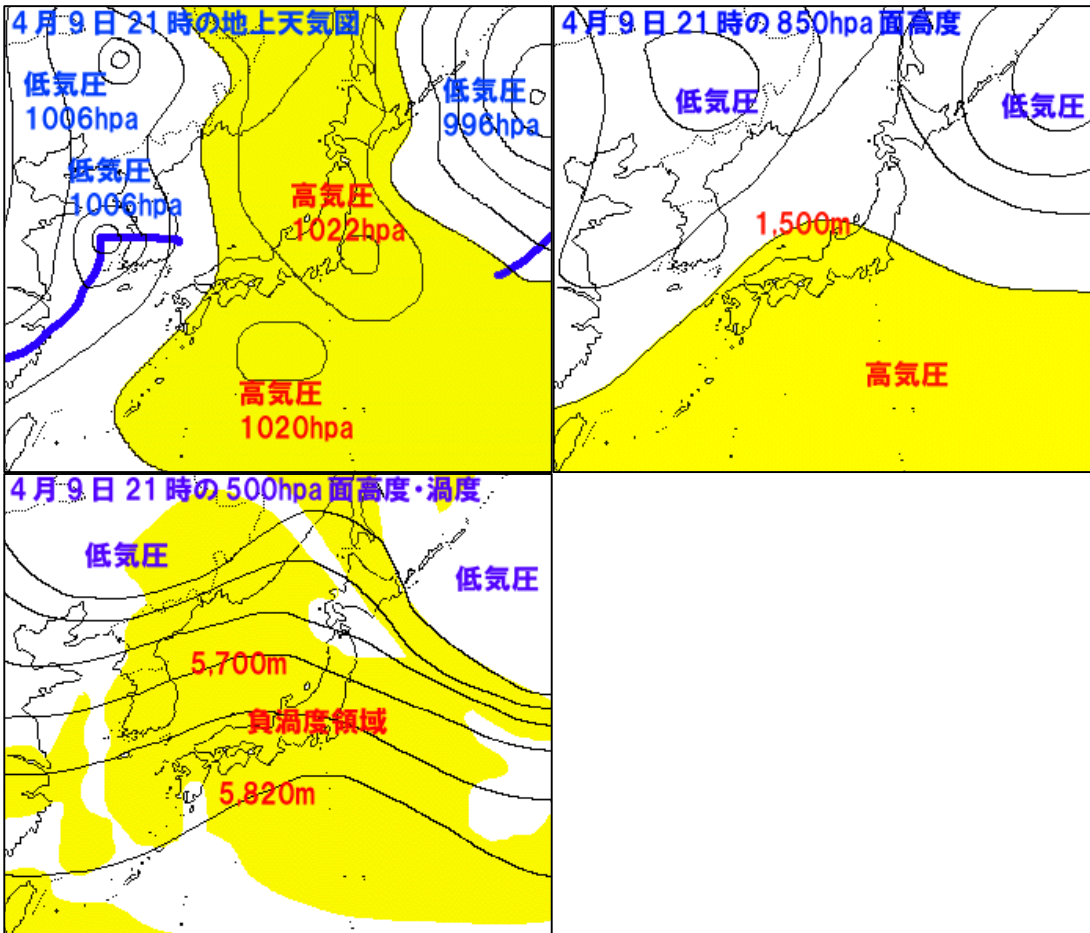 4月9日21時の地上天気図
低気圧
1006hpa
低気圧
1006hpa
高気圧
1022hpa
低気圧
996hpa
高気圧
1020hpa
4月9日21時の850hpa面高度
低気圧
低気圧
1,500m
高気圧
4月9日21時の500hpa面高度・渦度
低気圧
低気圧
5,700m
負渦度領域
5,820m